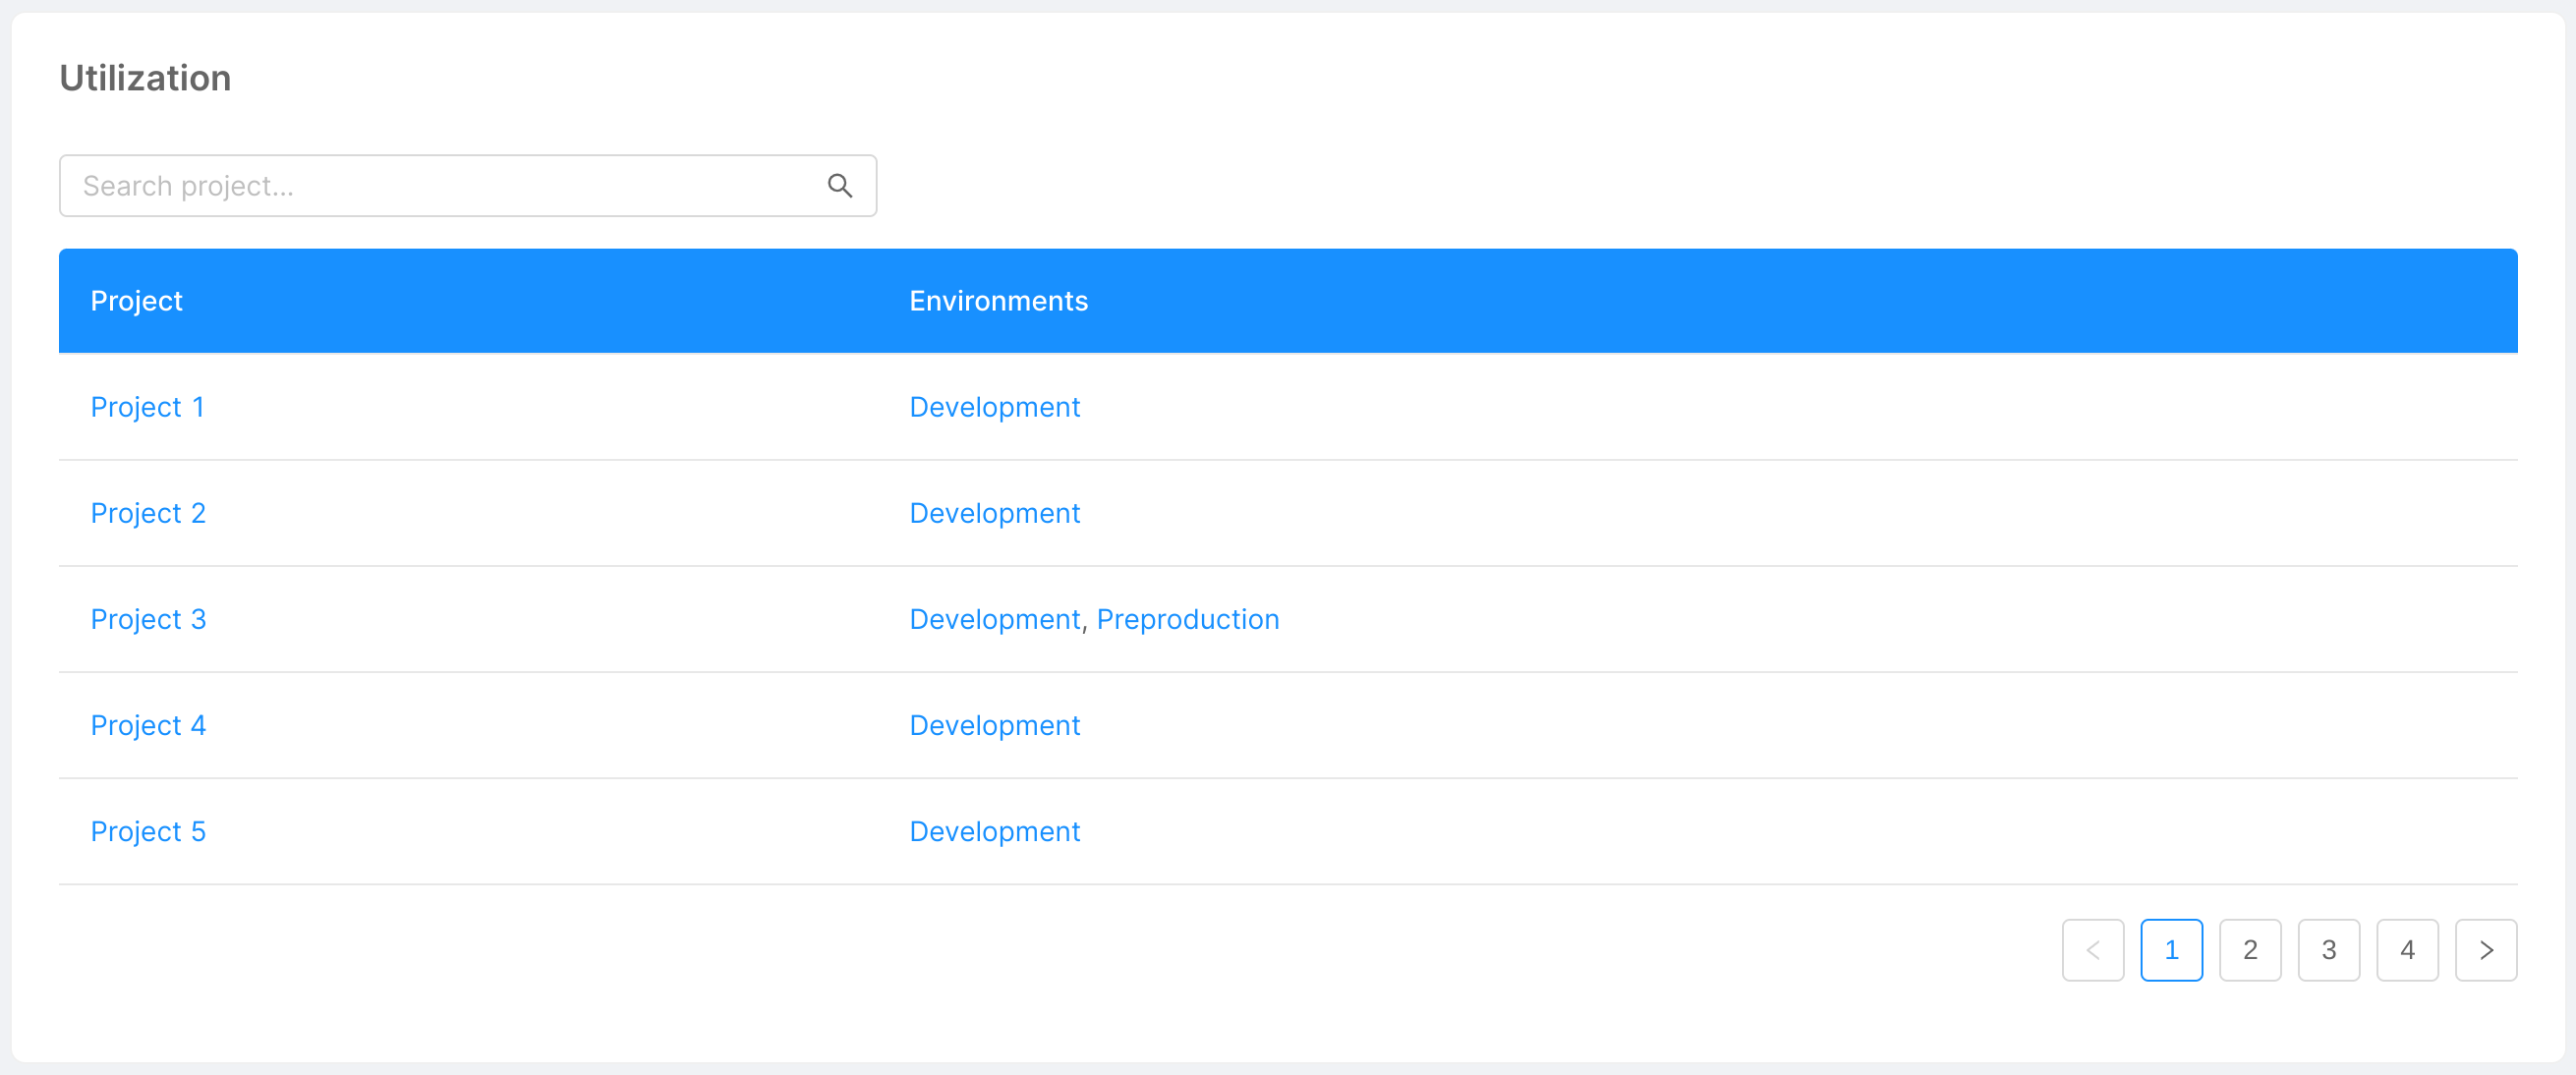 Utilization
Search project...
Project Environments
Project 1 Development
Project 2 Development
Project 3 Development, Preproduction
Project 4 Development
Project 5 Development
< 1 2 3 4 >